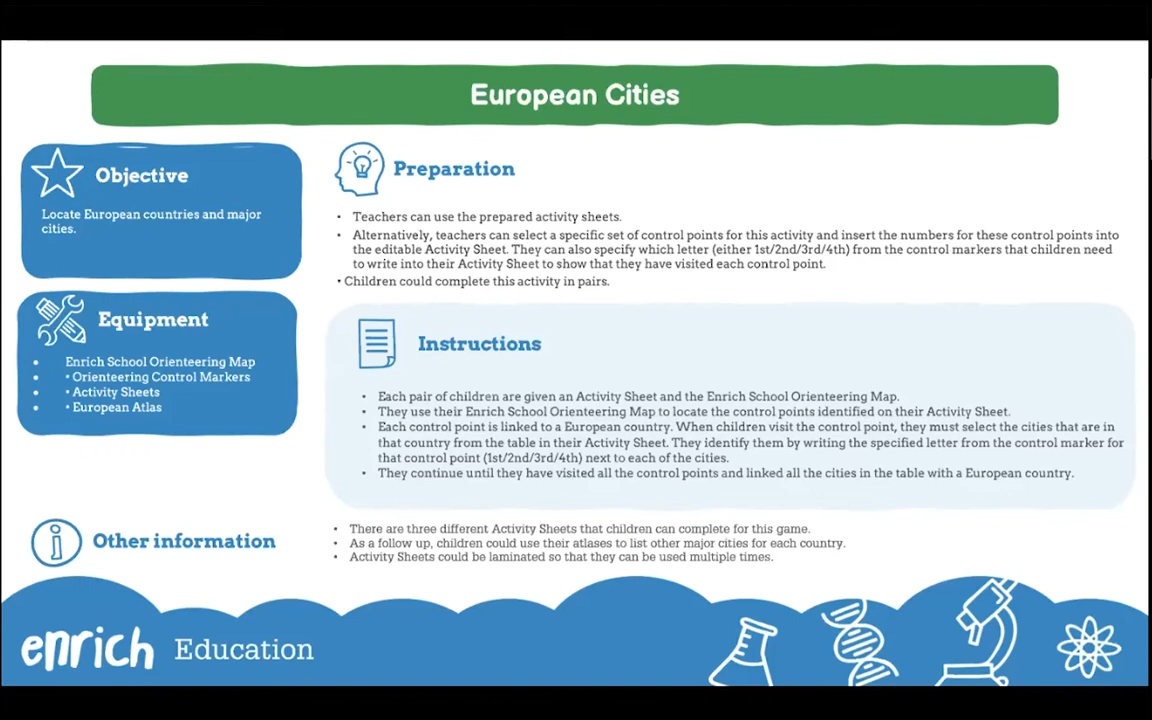 European Cities
Objective
Locate European countries and major
cities.
Equipment
• Enrich School Orienteering Map
• • Orienteering Control Markers
• • Activity Sheets
• • European Atlas
Preparation
• Teachers can use the prepared activity sheets.
• Alternatively, teachers can select a specific set of control points for this activity and insert the numbers for these control points into
the editable Activity Sheet. They can also specify which letter (either 1st/2nd/3rd/4th) from the control markers that children need
to write into their Activity Sheet to show that they have visited each control point.
• Children could complete this activity in pairs.
Instructions
• Each pair of children are given an Activity Sheet and the Enrich School Orienteering Map.
• They use their Enrich School Orienteering Map to locate the control points identified on their Activity Sheet.
• Each control point is linked to a European country. When children visit the control point, they must select the cities that are in
that country from the table in their Activity Sheet. They identify them by writing the specified letter from the control marker for
that control point (1st/2nd/3rd/4th) next to each of the cities.
• They continue until they have visited all the control points and linked all the cities in the table with a European country.
Other information
• There are three different Activity Sheets that children can complete for this game.
• As a follow up, children could use their atlases to list other major cities for each country.
• Activity Sheets could be laminated so that they can be used multiple times.
enrich Education